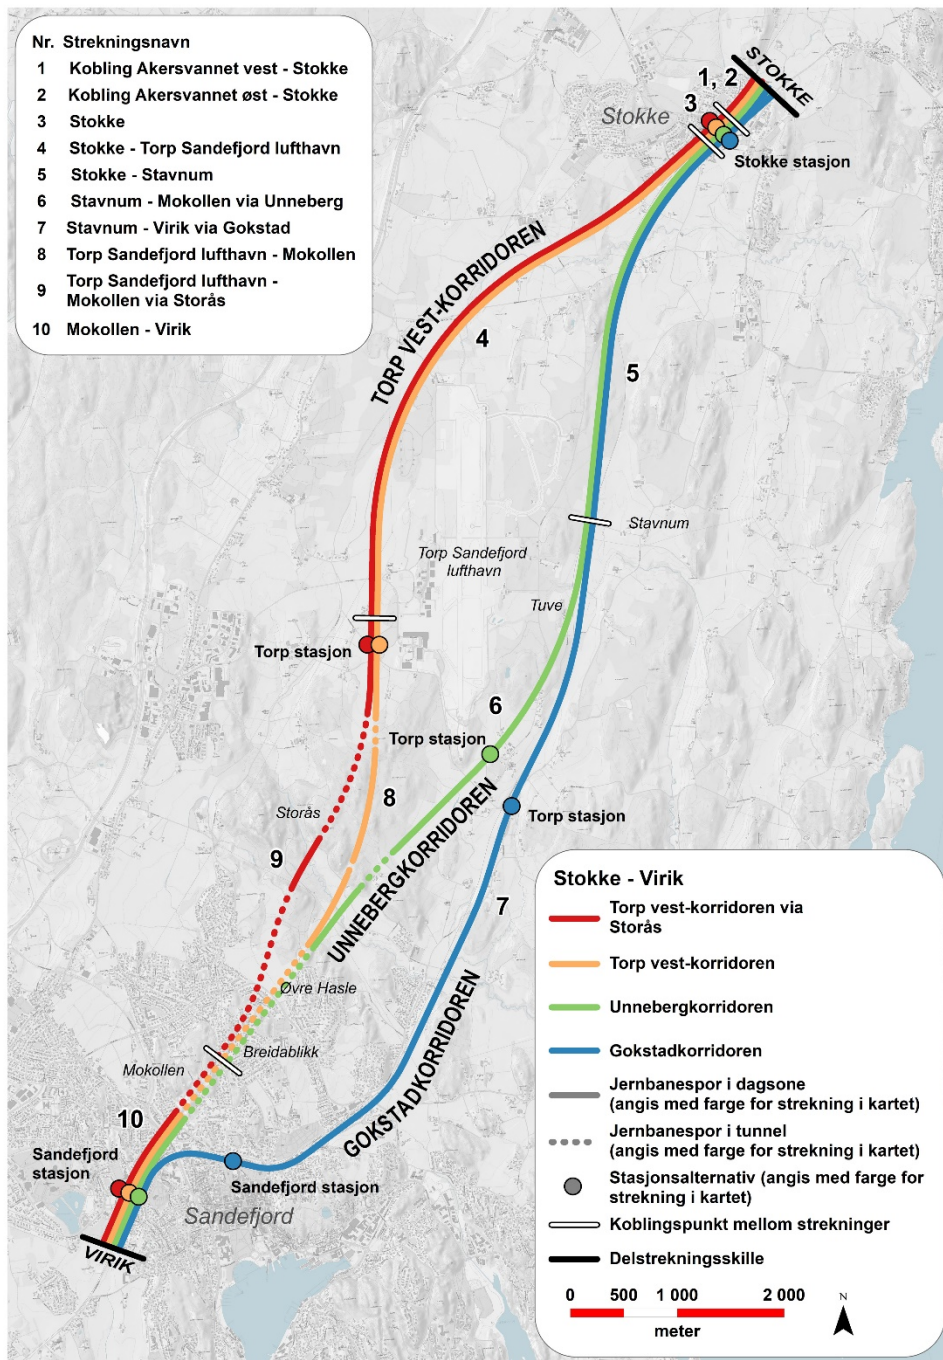 Nr. Strekningsnavn
1 Kobling Akersvannet vest - Stokke
2 Kobling Akersvannet øst - Stokke
3 Stokke
4 Stokke - Torp Sandefjord lufthavn
5 Stokke - Stavnum
6 Stavnum - Mokollen via Unneberg
7 Stavnum - Virik via Gokstad
8 Torp Sandefjord lufthavn - Mokollen
9 Torp Sandefjord lufthavn -
Mokollen via Storås
10 Mokollen - Virik
STOKKE
1, 2
3
Stokke
Stokke stasjon
TORP VEST-KORRIDOREN
4
5
Stavnum
Torp Sandefjord
lufthavn
Tuve
Torp stasjon
6
Torp stasjon
8
Storås
Torp stasjon
9
UNNEBERGKORRIDOREN
7
Øvre Hasle
Breidablikk
Mokollen
GOKSTADKORRIDOREN
10
Sandefjord
stasjon
Sandefjord stasjon
Sandefjord
VIRIK
Stokke - Virik
Torp vest-korridoren via
Storås
Torp vest-korridoren
Unnebergkorridoren
Gokstadkorridoren
Jernbanespor i dagsone
(angis med farge for strekning i kartet)
Jernbanespor i tunnel
(angis med farge for strekning i kartet)
Stasjonsalternativ (angis med farge for
strekning i kartet)
Koblingspunkt mellom strekninger
Delstrekningsskille
0 500 1 000 2 000
meter
N